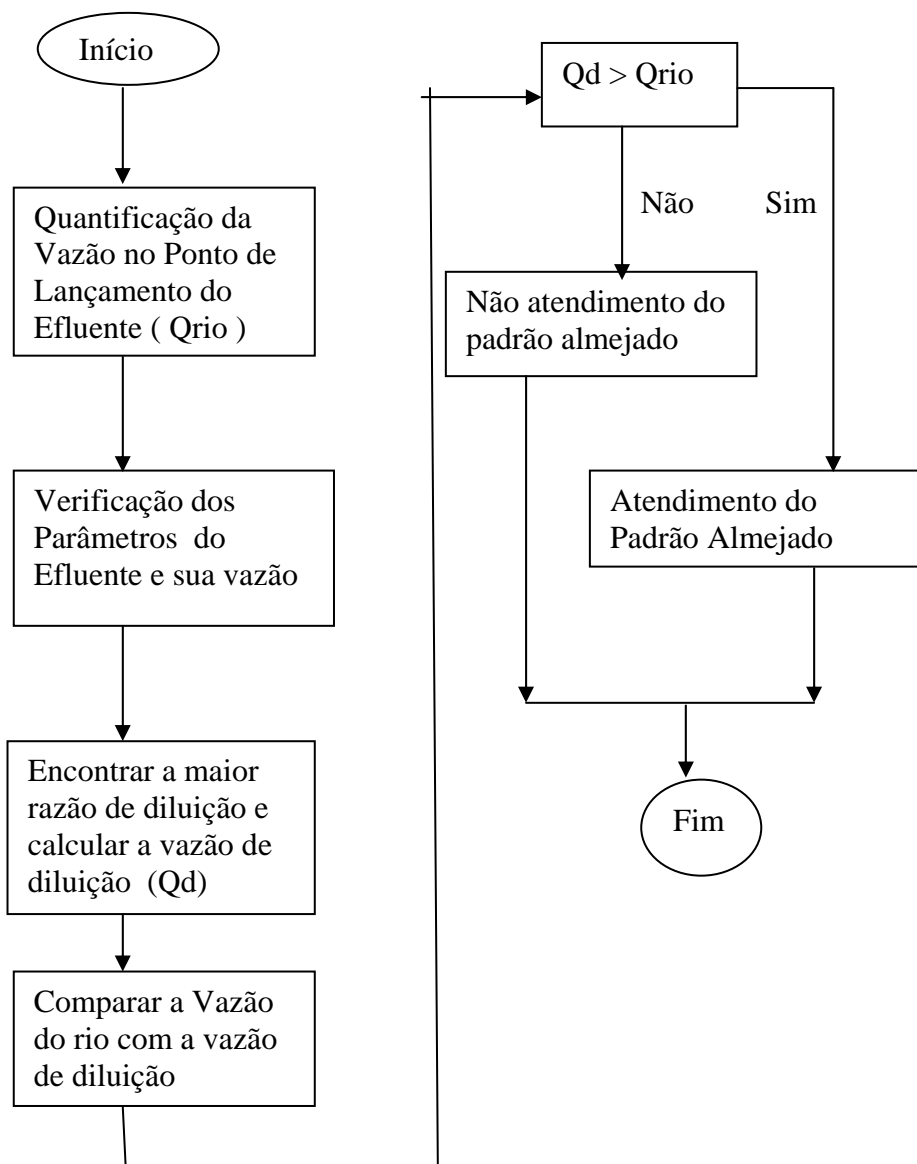 Início
Quantificação da
Vazão no Ponto de
Lançamento do
Efluente ( Qrio )
Verificação dos
Parâmetros do
Efluente e sua vazão
Encontrar a maior
razão de diluição e
calcular a vazão de
diluição (Qd)
Comparar a Vazão
do rio com a vazão
de diluição
Qd > Qrio
Não
Sim
Não atendimento do
padrão almejado
Atendimento do
Padrão Almejado
Fim